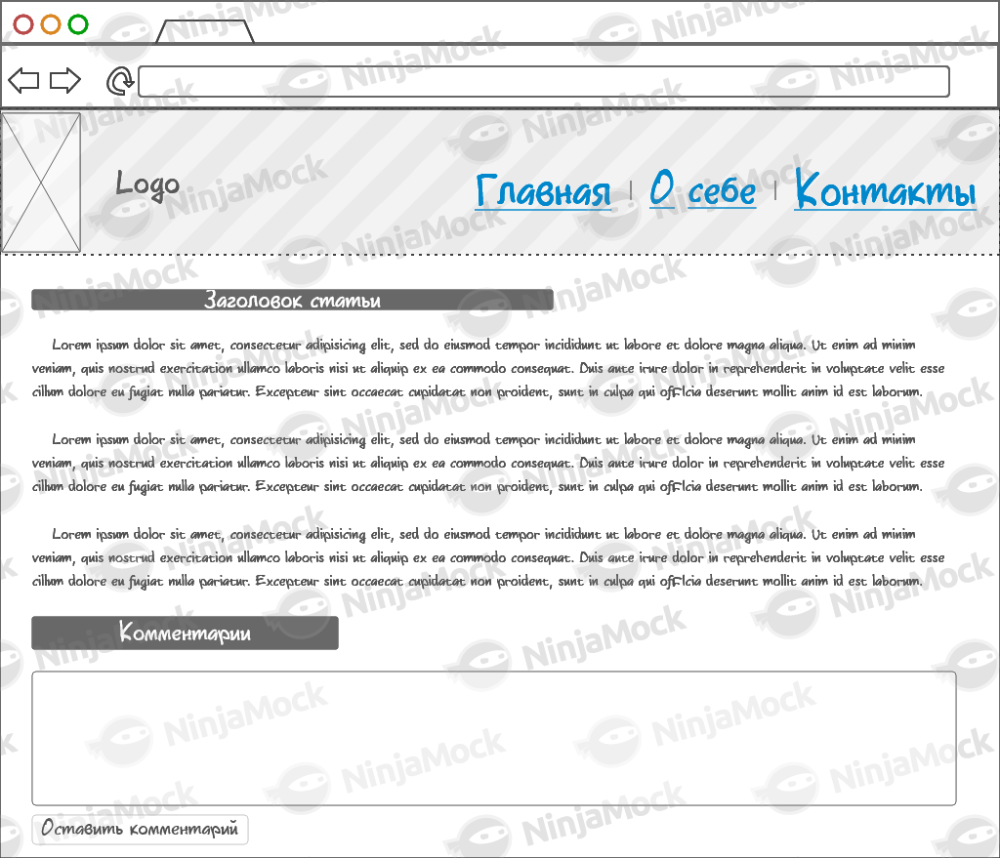 Logo
Главная | О себе | Контакты
Заголовок статьи
Lorem ipsum dolor sit amet, consectetur adipisicing elit, sed do eiusmod tempor incididunt ut labore et dolore magna aliqua. Ut enim ad minim
veniam, quis nostrud exercitation ullamco laboris nisi ut aliquip ex ea commodo consequat. Duis aute irure dolor in reprehenderit in voluptate velit esse
cillum dolore eu fugiat nulla pariatur. Excepteur sint occaecat cupidatat non proident, sunt in culpa qui officia deserunt mollit anim id est laborum.
Lorem ipsum dolor sit amet, consectetur adipisicing elit, sed do eiusmod tempor incididunt ut labore et dolore magna aliqua. Ut enim ad minim
veniam, quis nostrud exercitation ullamco laboris nisi ut aliquip ex ea commodo consequat. Duis aute irure dolor in reprehenderit in voluptate velit esse
cillum dolore eu fugiat nulla pariatur. Excepteur sint occaecat cupidatat non proident, sunt in culpa qui officia deserunt mollit anim id est laborum.
Lorem ipsum dolor sit amet, consectetur adipisicing elit, sed do eiusmod tempor incididunt ut labore et dolore magna aliqua. Ut enim ad minim
veniam, quis nostrud exercitation ullamco laboris nisi ut aliquip ex ea commodo consequat. Duis aute irure dolor in reprehenderit in voluptate velit esse
cillum dolore eu fugiat nulla pariatur. Excepteur sint occaecat cupidatat non proident, sunt in culpa qui officia deserunt mollit anim id est laborum.
Комментарии
Оставить комментарий
NinjaMock